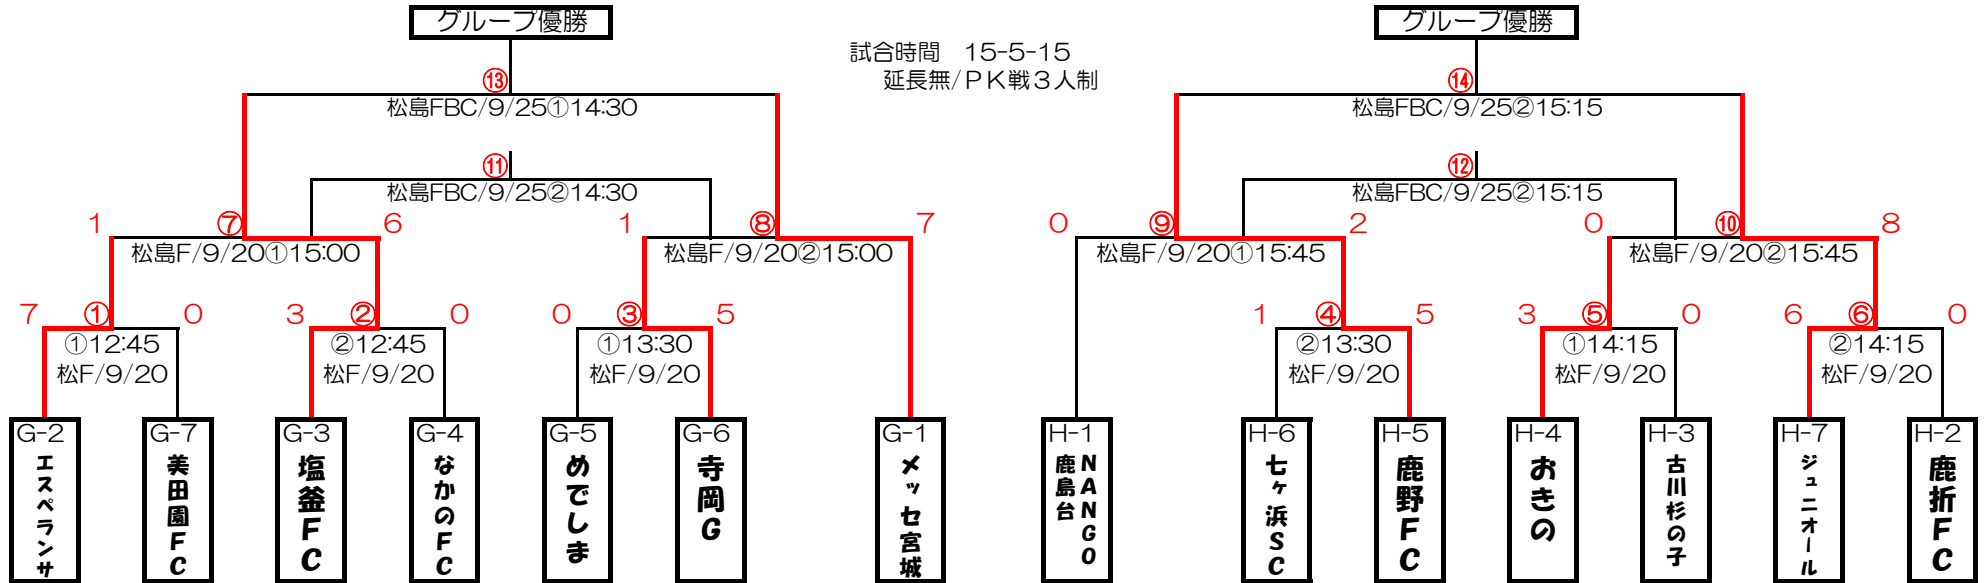 グループ優勝
グループ優勝
試合時間　15-5-15
延長無/PK戦3人制
⑬
松島FBC/9/25①14:30
⑭
松島FBC/9/25②15:15
⑪
松島FBC/9/25②14:30
⑫
松島FBC/9/25②15:15
1 ⑦ 6
松島F/9/20①15:00
1 ⑧ 7
松島F/9/20②15:00
0 ⑨ 2
松島F/9/20①15:45
0 ⑩ 8
松島F/9/20②15:45
7 ① 0
①12:45
松F/9/20
3 ② 0
②12:45
松F/9/20
0 ③ 5
①13:30
松F/9/20
1 ④ 5
②13:30
松F/9/20
3 ⑤ 0
①14:15
松F/9/20
6 ⑥ 0
②14:15
松F/9/20
G-2
エスペランサ
G-7
美田園FC
G-3
塩釜FC
G-4
なかのFC
G-5
めでしま
G-6
寺岡G
G-1
メッセ宮城
H-1
NANGO
鹿島台
H-6
七ヶ浜SC
H-5
鹿野FC
H-4
おきの
H-3
古川杉の子
H-7
ジュニオール
H-2
鹿折FC